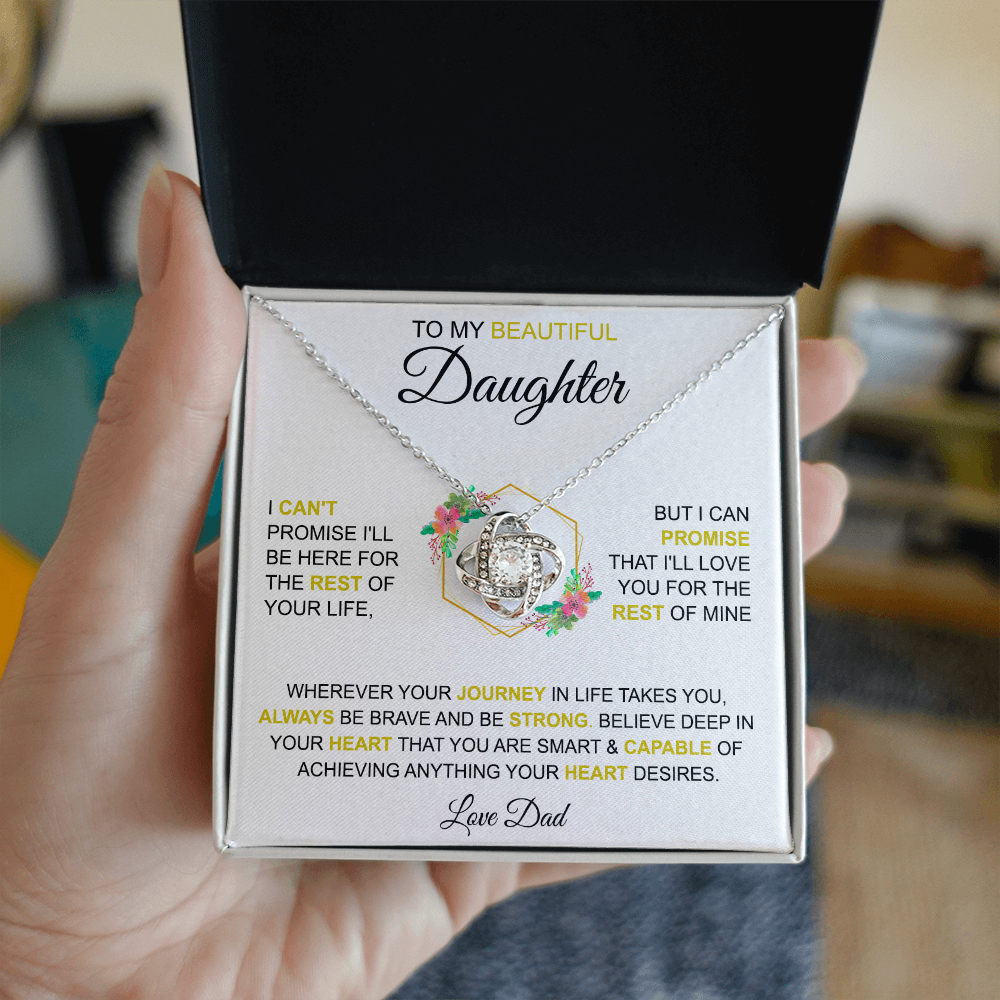 TO MY BEAUTIFUL
Daughter
I CAN'T
PROMISE I'LL
BE HERE FOR
THE REST OF
YOUR LIFE,
BUT I CAN
PROMISE
THAT I'LL LOVE
YOU FOR THE
REST OF MINE
WHEREVER YOUR JOURNEY IN LIFE TAKES YOU,
ALWAYS BE BRAVE AND BE STRONG. BELIEVE DEEP IN
YOUR HEART THAT YOU ARE SMART & CAPABLE OF
ACHIEVING ANYTHING YOUR HEART DESIRES.
Love Dad